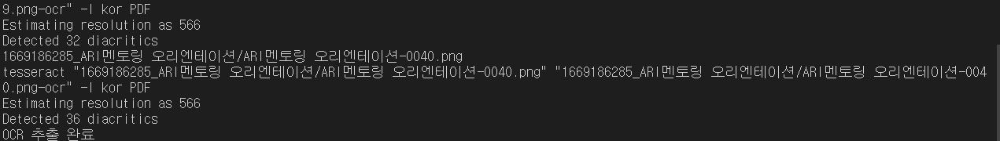 9.png-ocr" -l kor PDF
Estimating resolution as 566
Detected 32 diacritics
1669186285_ARI멘토링 오리엔테이션/ARI멘토링 오리엔테이션-0040.png
tesseract "1669186285_ARI멘토링 오리엔테이션/ARI멘토링 오리엔테이션-0040.png" "1669186285_ARI멘토링 오리엔테이션/ARI멘토링 오리엔테이션-004
0.png-ocr" -l kor PDF
Estimating resolution as 566
Detected 36 diacritics
OCR 추출 완료